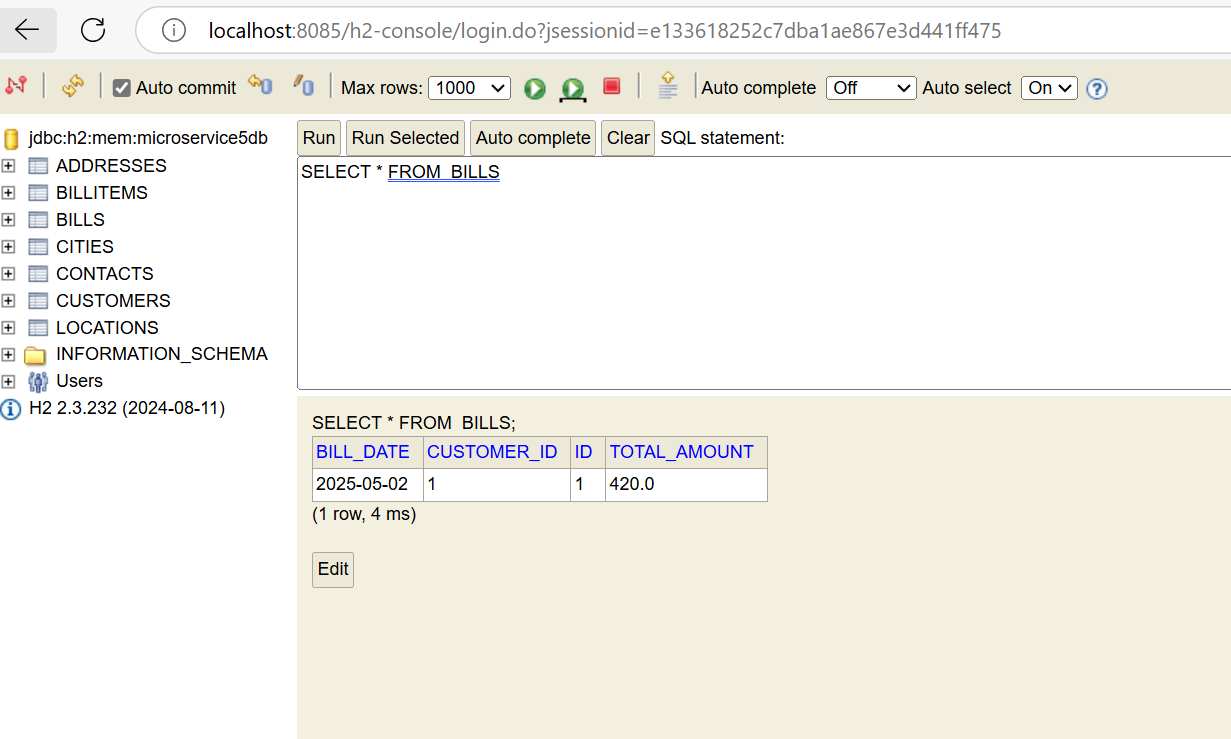 localhost:8085/h2-console/login.do?jsessionid=e133618252c7dba1ae867e3d441ff475
Auto commit Max rows: 1000 Auto complete Off Auto select On ?
jdbc:h2:mem:microservice5db
ADDRESSES
BILLITEMS
BILLS
CITIES
CONTACTS
CUSTOMERS
LOCATIONS
INFORMATION_SCHEMA
Users
H2 2.3.232 (2024-08-11)
Run Run Selected Auto complete Clear SQL statement:
SELECT * FROM  BILLS
SELECT * FROM  BILLS;
BILL_DATE CUSTOMER_ID ID TOTAL_AMOUNT
2025-05-02 1 1 420.0
(1 row, 4 ms)
Edit